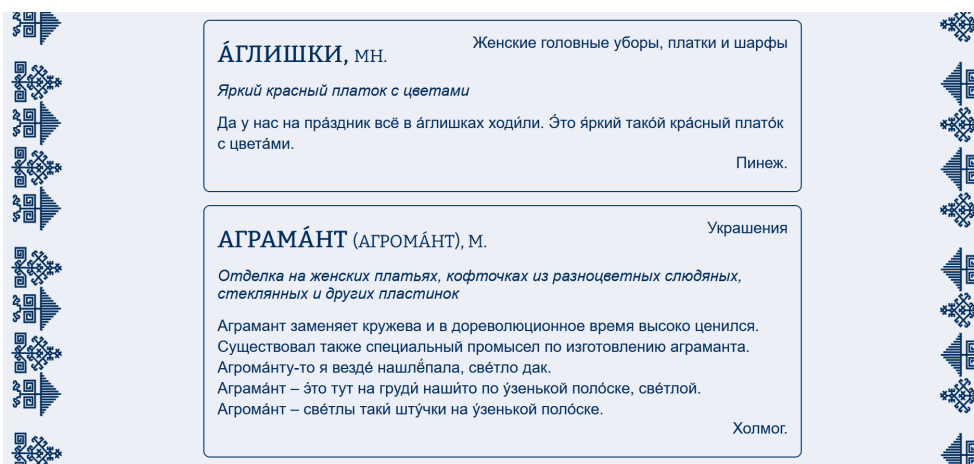 А́ГЛИШКИ, МН.
Женские головные уборы, платки и шарфы
Яркий красный платок с цветами
Да у нас на пра́здник всё в а́глишках ходи́ли. Э́то я́ркий тако́й кра́сный плато́к
с цвета́ми.
Пинеж.
АГРАМА́НТ (АГРОМА́НТ), М.
Украшения
Отделка на женских платьях, кофточках из разноцветных слюдяных,
стеклянных и других пластинок
Аграмант заменяет кружева и в дореволюционное время высоко ценился.
Существовал также специальный промысел по изготовлению аграманта.
Агрома́нту-то я везде́ нашлё́пала, све́тло дак.
Аграма́нт – э́то тут на груди́ наши́то по у́зенькой поло́ске, све́тлой.
Агрома́нт – све́тлы таки́ шту́чки на у́зенькой поло́ске.
Холмог.